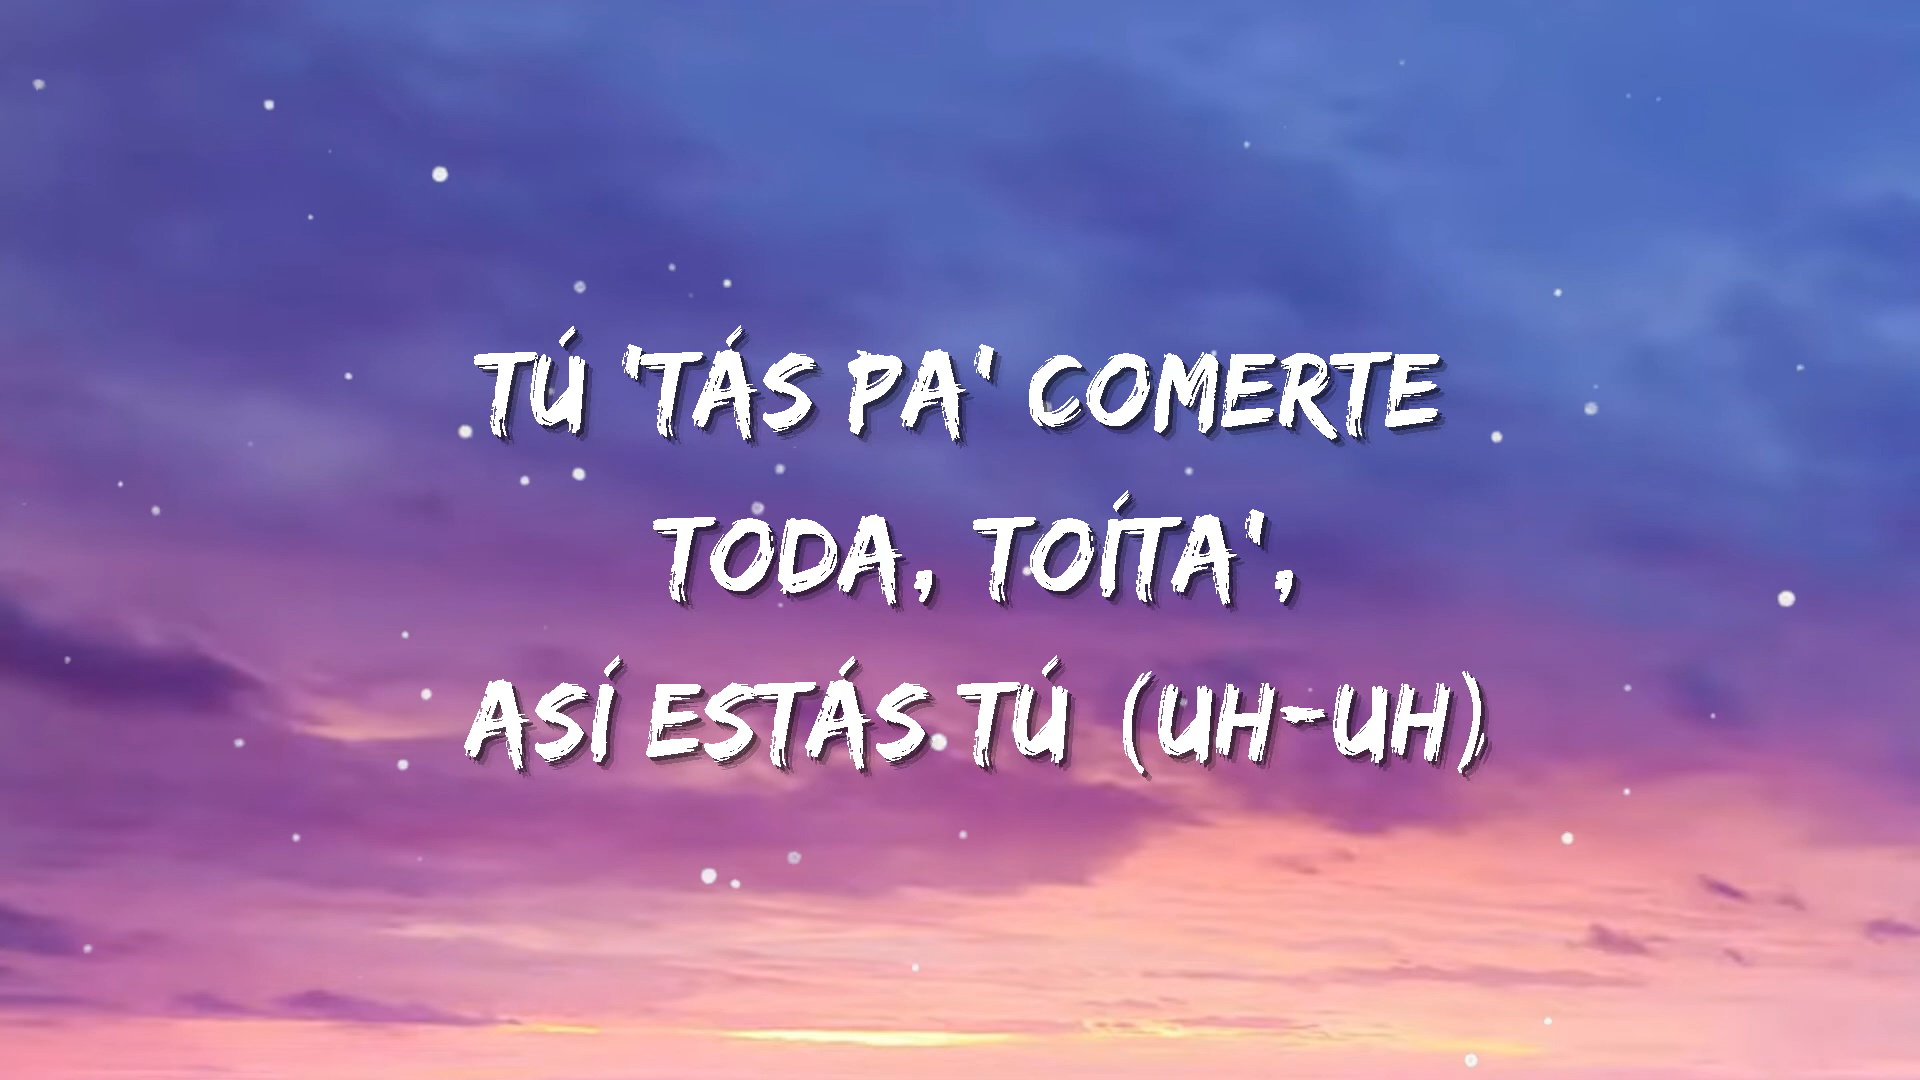 TÚ 'TÁS PA' COMERTE
TODA, TOÍTA',
ASÍ ESTÁS TÚ (UH-UH)